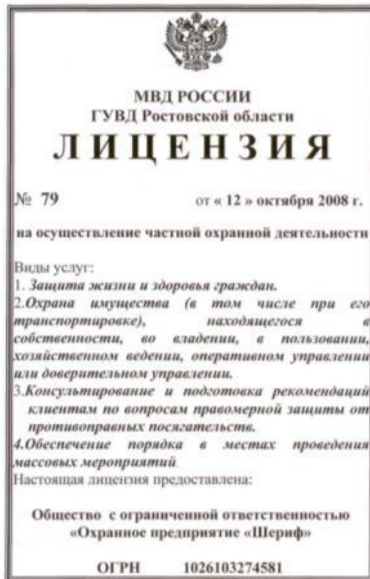 МВД РОССИИ
ГУВД Ростовской области
ЛИЦЕНЗИЯ
№ 79 от « 12 » октября 2008 г.
на осуществление частной охранной деятельности
Виды услуг:
1. Защита жизни и здоровья граждан.
2.Охрана имущества (в том числе при его
транспортировке), находящегося в
собственности, во владении, в пользовании,
хозяйственном ведении, оперативном управлении
или доверительном управлении.
3.Консультирование и подготовка рекомендаций
клиентам по вопросам правомерной защиты от
противоправных посягательств.
4.Обеспечение порядка в местах проведения
массовых мероприятий
Настоящая лицензия предоставлена:
Общество с ограниченной ответственностью
«Охранное предприятие «Шериф»
ОГРН 1026103274581